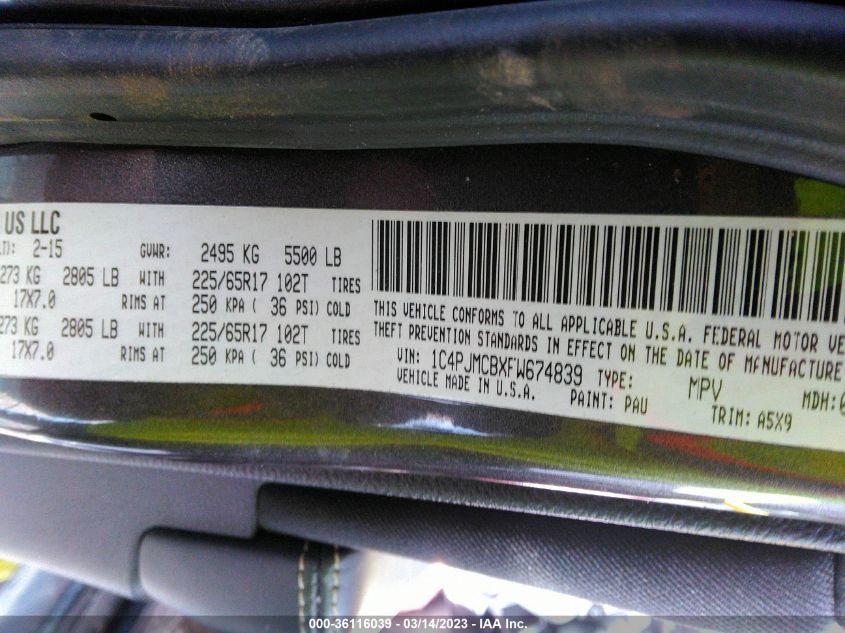 US LLC
2-15 GVWR: 2495 KG 5500 LB
273 KG 2805 LB WITH 225/65R17 102T TIRES
17X7.0 RIMS AT 250 KPA ( 36 PSI) COLD
273 KG 2805 LB WITH 225/65R17 102T TIRES
17X7.0 RIMS AT 250 KPA ( 36 PSI) COLD
THIS VEHICLE CONFORMS TO ALL APPLICABLE U.S.A. FEDERAL MOTOR VE
THEFT PREVENTION STANDARDS IN EFFECT ON THE DATE OF MANUFACTURE
VIN: 1C4PJMCBXFW674839 TYPE: MPV MDH:0
VEHICLE MADE IN U.S.A. PAINT: PAU TRIM: A5X9
000-36116039 - 03/14/2023 - IAA Inc.